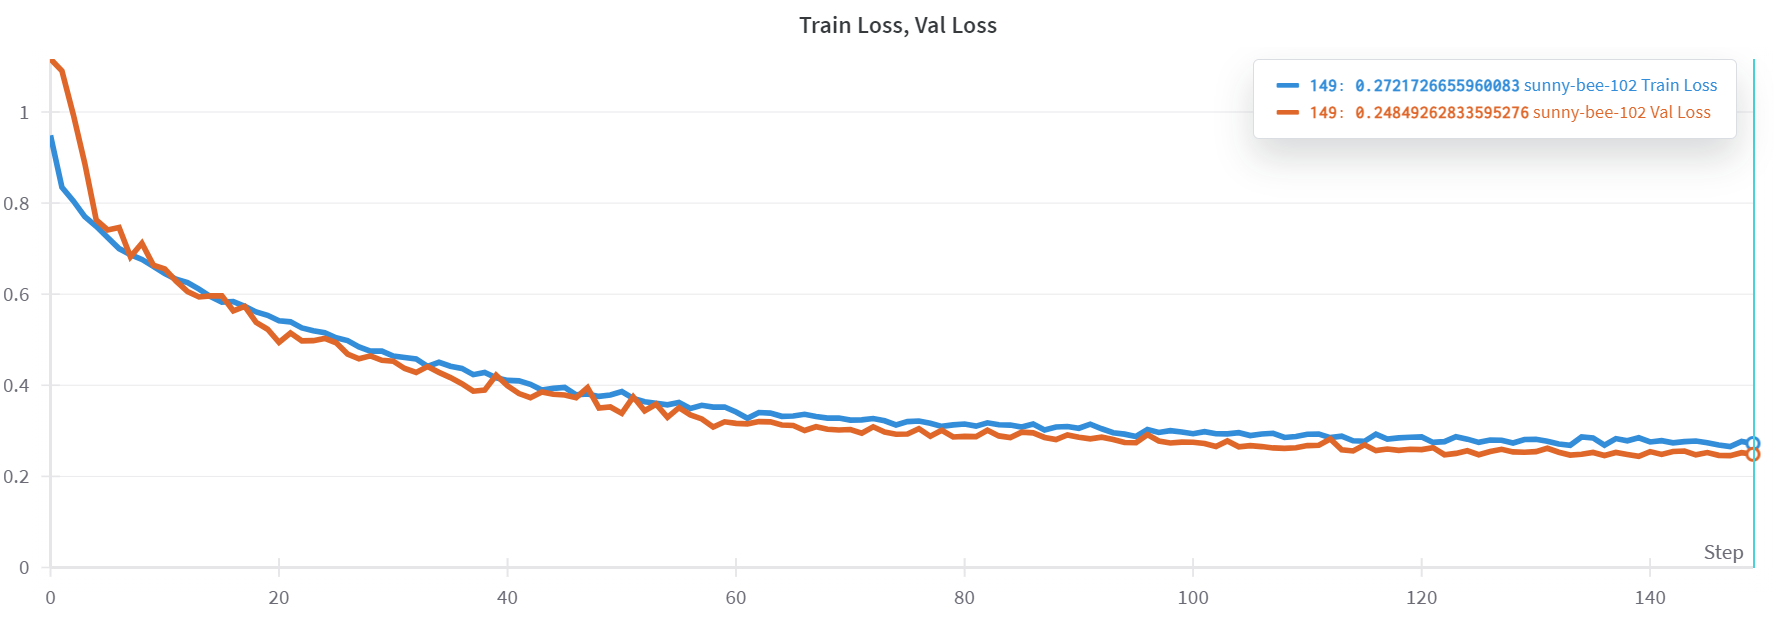 Train Loss, Val Loss
149: 0.2721726655960083 sunny-bee-102 Train Loss
149: 0.24849262833595276 sunny-bee-102 Val Loss
1
0.8
0.6
0.4
0.2
0
Step
0 20 40 60 80 100 120 140